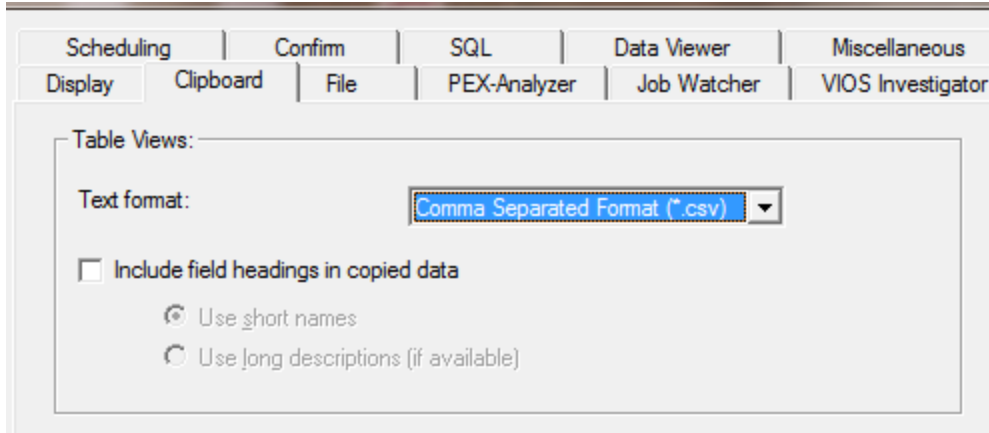 Scheduling Confirm SQL Data Viewer Miscellaneous
Display Clipboard File PEX-Analyzer Job Watcher VIOS Investigator
Table Views:
Text format: Comma Separated Format (*.csv)
Include field headings in copied data
Use short names
Use long descriptions (if available)